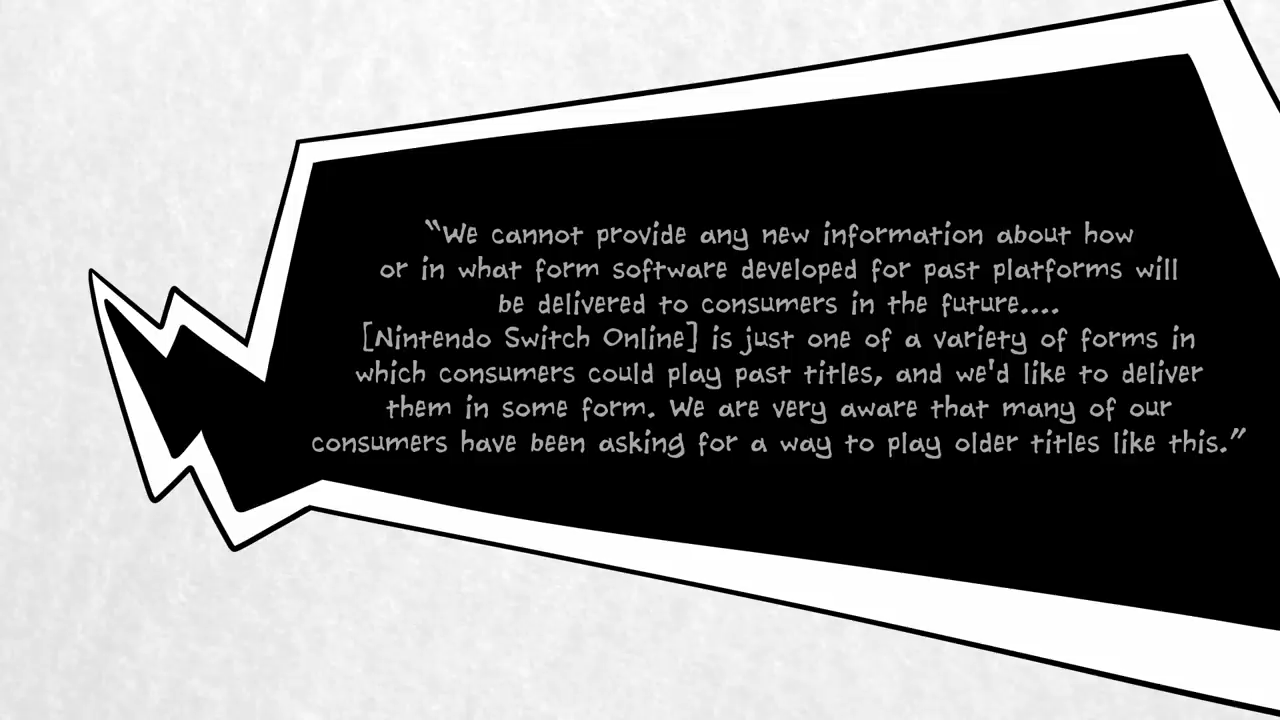 “We cannot provide any new information about how
or in what form software developed for past platforms will
be delivered to consumers in the future....
[Nintendo Switch Online] is just one of a variety of forms in
which consumers could play past titles, and we'd like to deliver
them in some form. We are very aware that many of our
consumers have been asking for a way to play older titles like this.”